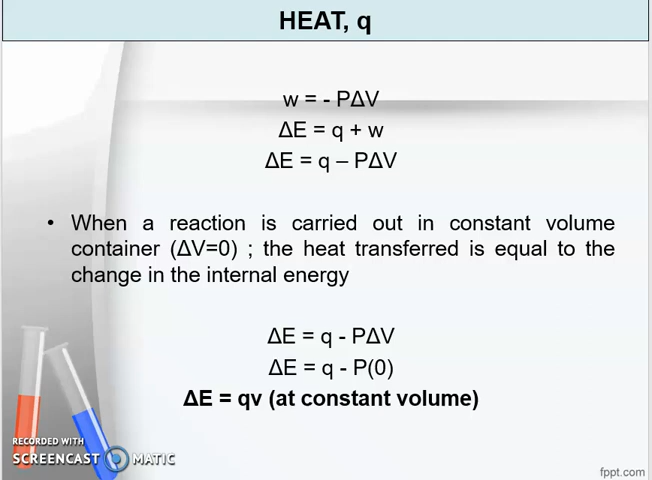 HEAT, q
w = - PΔV
ΔE = q + w
ΔE = q – PΔV
• When a reaction is carried out in constant volume
container (ΔV=0) ; the heat transferred is equal to the
change in the internal energy
ΔE = q - PΔV
ΔE = q - P(0)
ΔE = qv (at constant volume)
RECORDED WITH
SCREENCAST MATIC
fppt.com